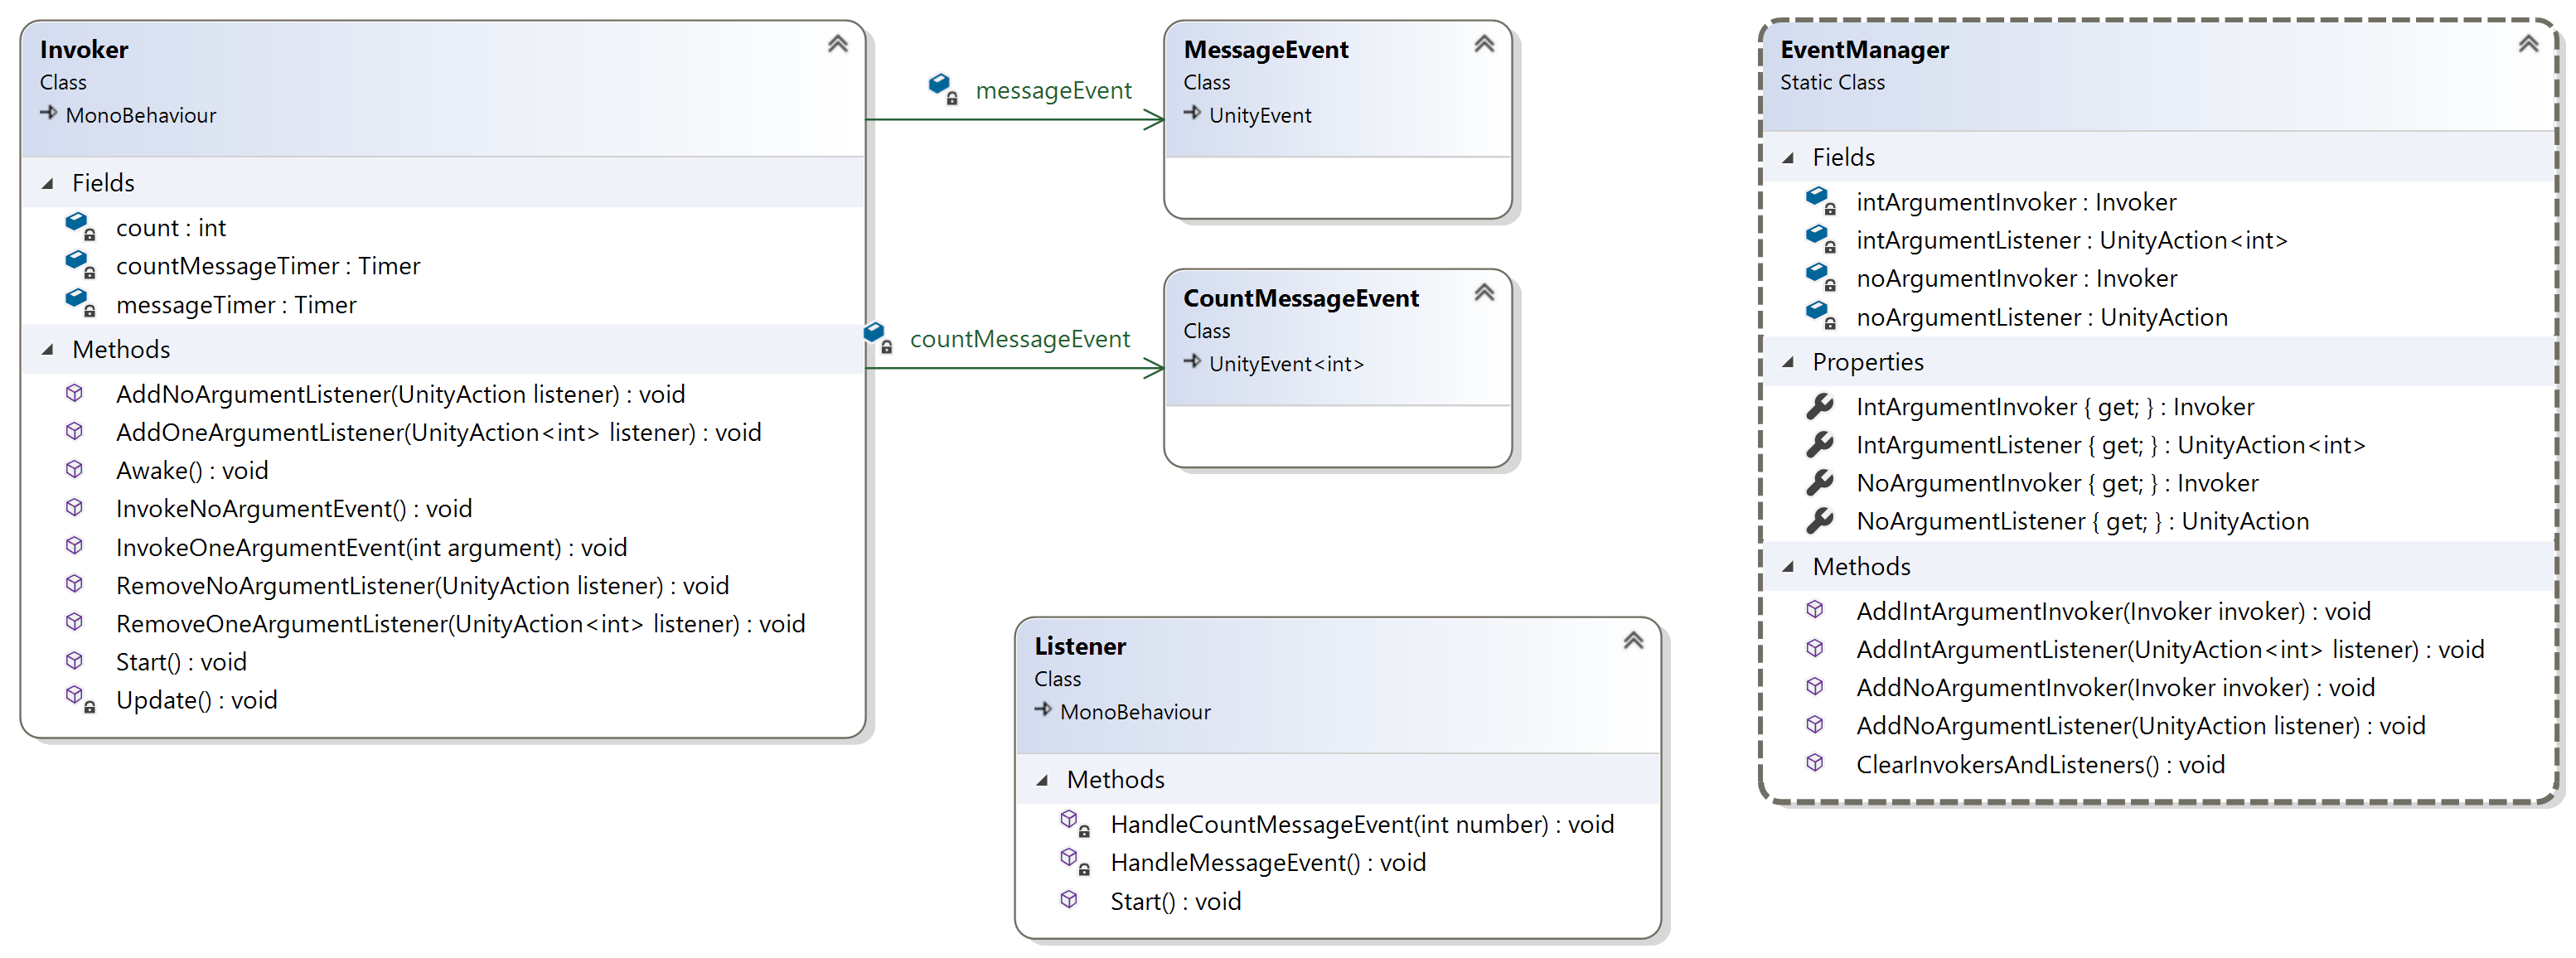 Invoker
Class
MonoBehaviour
Fields
count : int
countMessageTimer : Timer
messageTimer : Timer
Methods
AddNoArgumentListener(UnityAction listener) : void
AddOneArgumentListener(UnityAction<int> listener) : void
Awake() : void
InvokeNoArgumentEvent() : void
InvokeOneArgumentEvent(int argument) : void
RemoveNoArgumentListener(UnityAction listener) : void
RemoveOneArgumentListener(UnityAction<int> listener) : void
Start() : void
Update() : void
messageEvent
MessageEvent
Class
UnityEvent
countMessageEvent
CountMessageEvent
Class
UnityEvent<int>
Listener
Class
MonoBehaviour
Methods
HandleCountMessageEvent(int number) : void
HandleMessageEvent() : void
Start() : void
EventManager
Static Class
Fields
intArgumentInvoker : Invoker
intArgumentListener : UnityAction<int>
noArgumentInvoker : Invoker
noArgumentListener : UnityAction
Properties
IntArgumentInvoker { get; } : Invoker
IntArgumentListener { get; } : UnityAction<int>
NoArgumentInvoker { get; } : Invoker
NoArgumentListener { get; } : UnityAction
Methods
AddIntArgumentInvoker(Invoker invoker) : void
AddIntArgumentListener(UnityAction<int> listener) : void
AddNoArgumentInvoker(Invoker invoker) : void
AddNoArgumentListener(UnityAction listener) : void
ClearInvokersAndListeners() : void